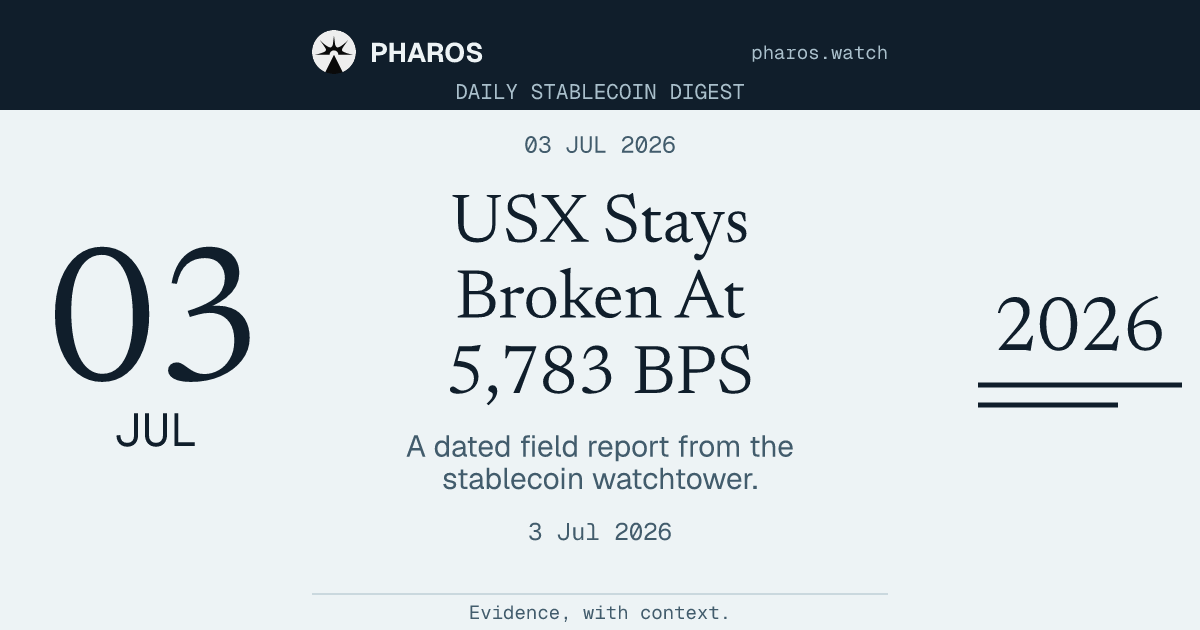 PHAROS
pharos.watch
DAILY STABLECOIN DIGEST
03 JUL 2026
USX Stays
Broken At
5,783 BPS
A dated field report from the
stablecoin watchtower.
3 Jul 2026
Evidence, with context.
03
JUL
2026